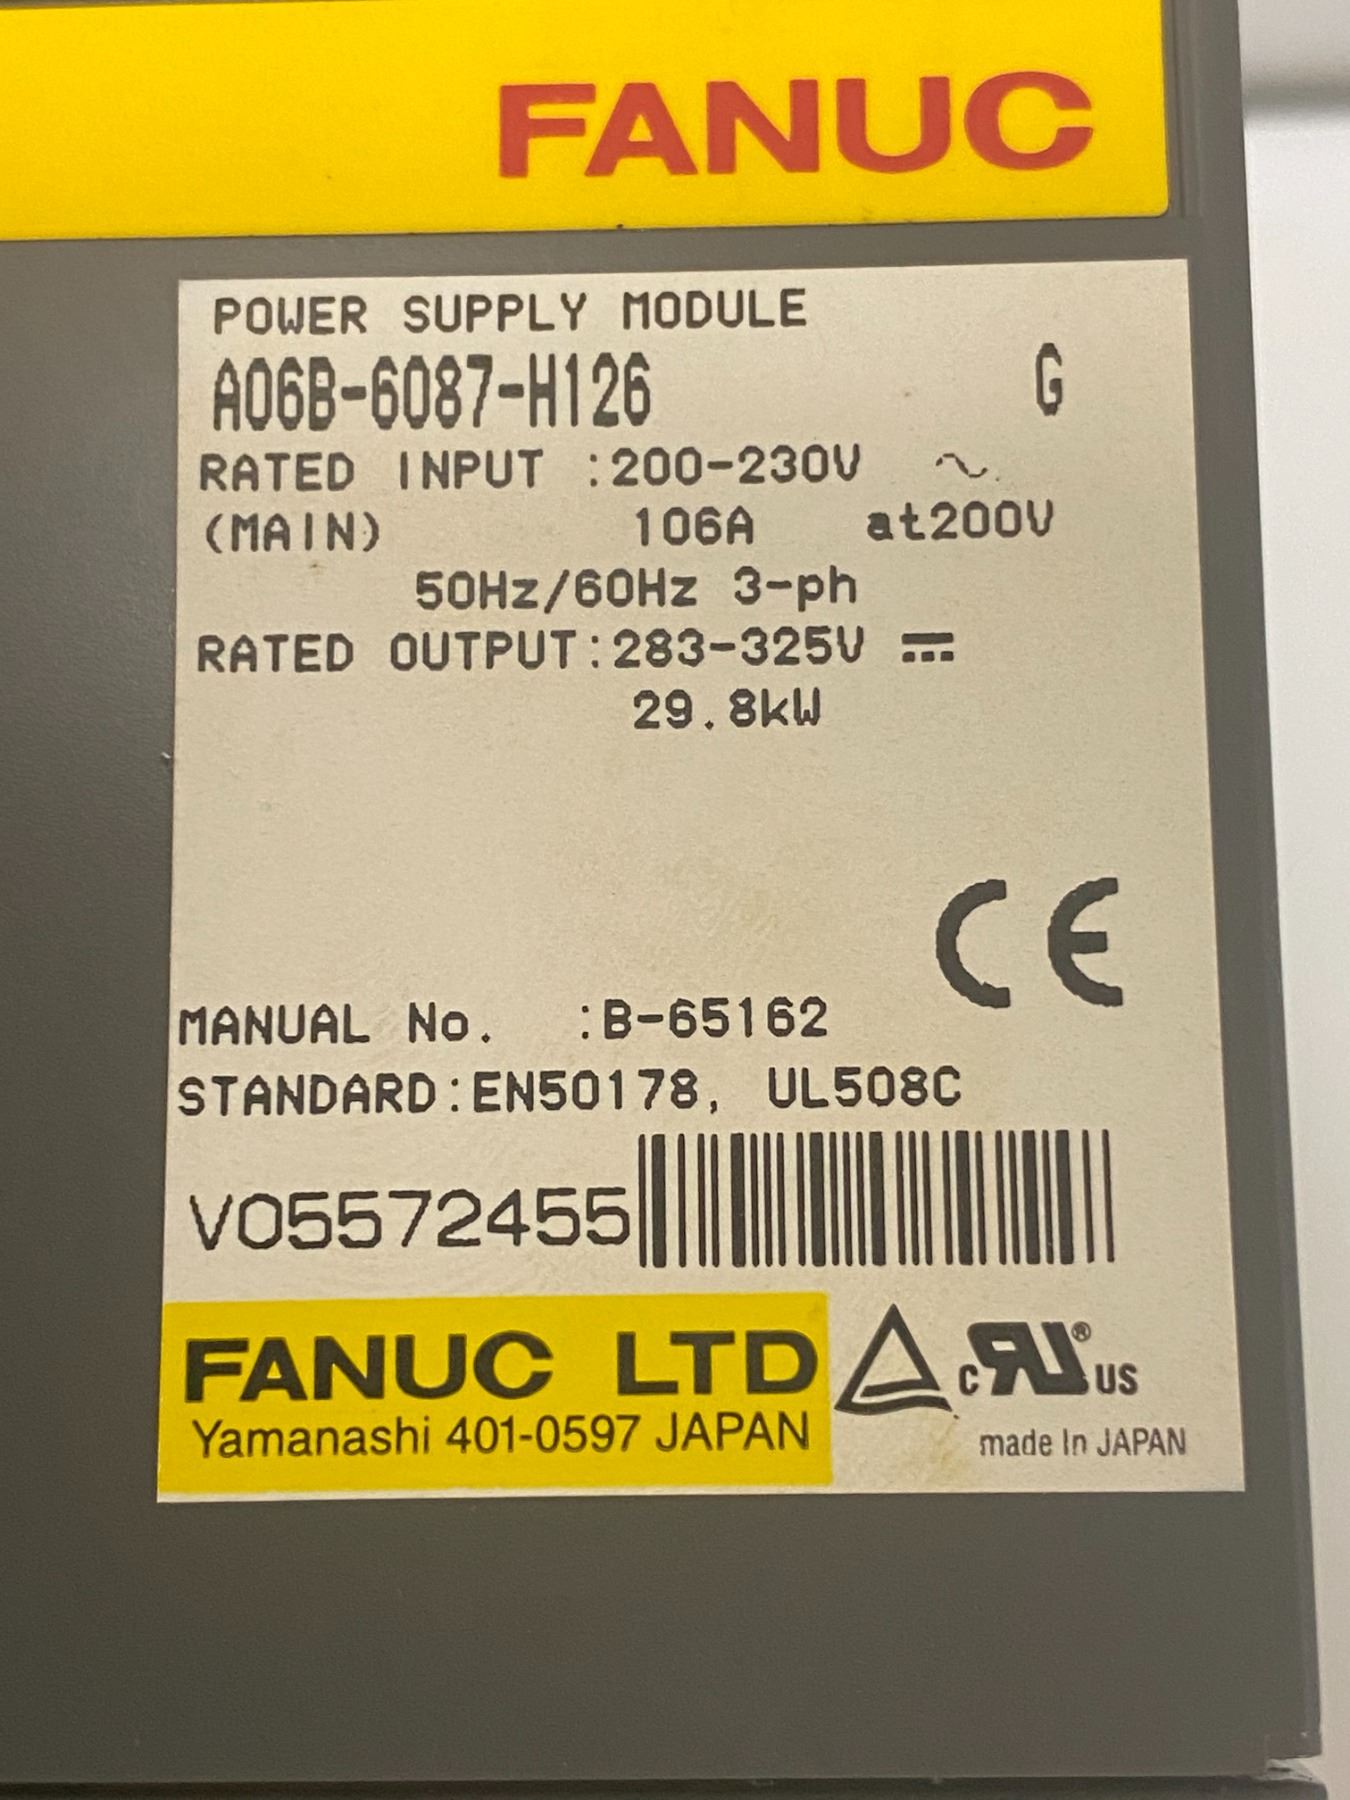 FANUC
POWER SUPPLY MODULE
A06B-6087-H126 G
RATED INPUT :200-230V ~
(MAIN) 106A at200V
50Hz/60Hz 3-ph
RATED OUTPUT:283-325V ⎓
29.8kW
CE
MANUAL No. :B-65162
STANDARD:EN50178, UL508C
V05572455
FANUC LTD
Yamanashi 401-0597 JAPAN
c RU ® US
made In JAPAN